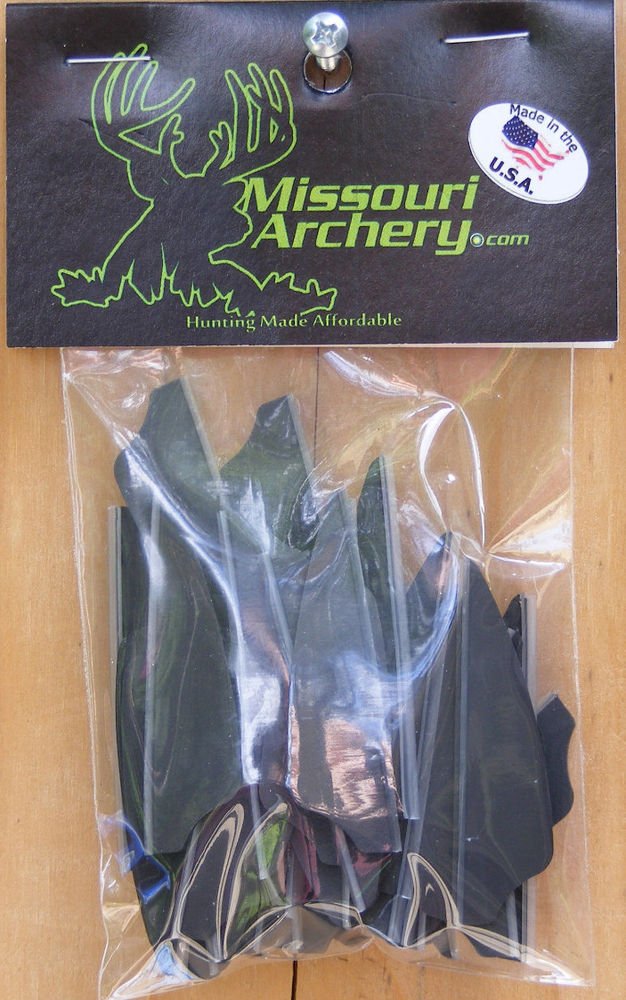 Made in the
U.S.A.
Missouri
Archery.com
Hunting Made Affordable